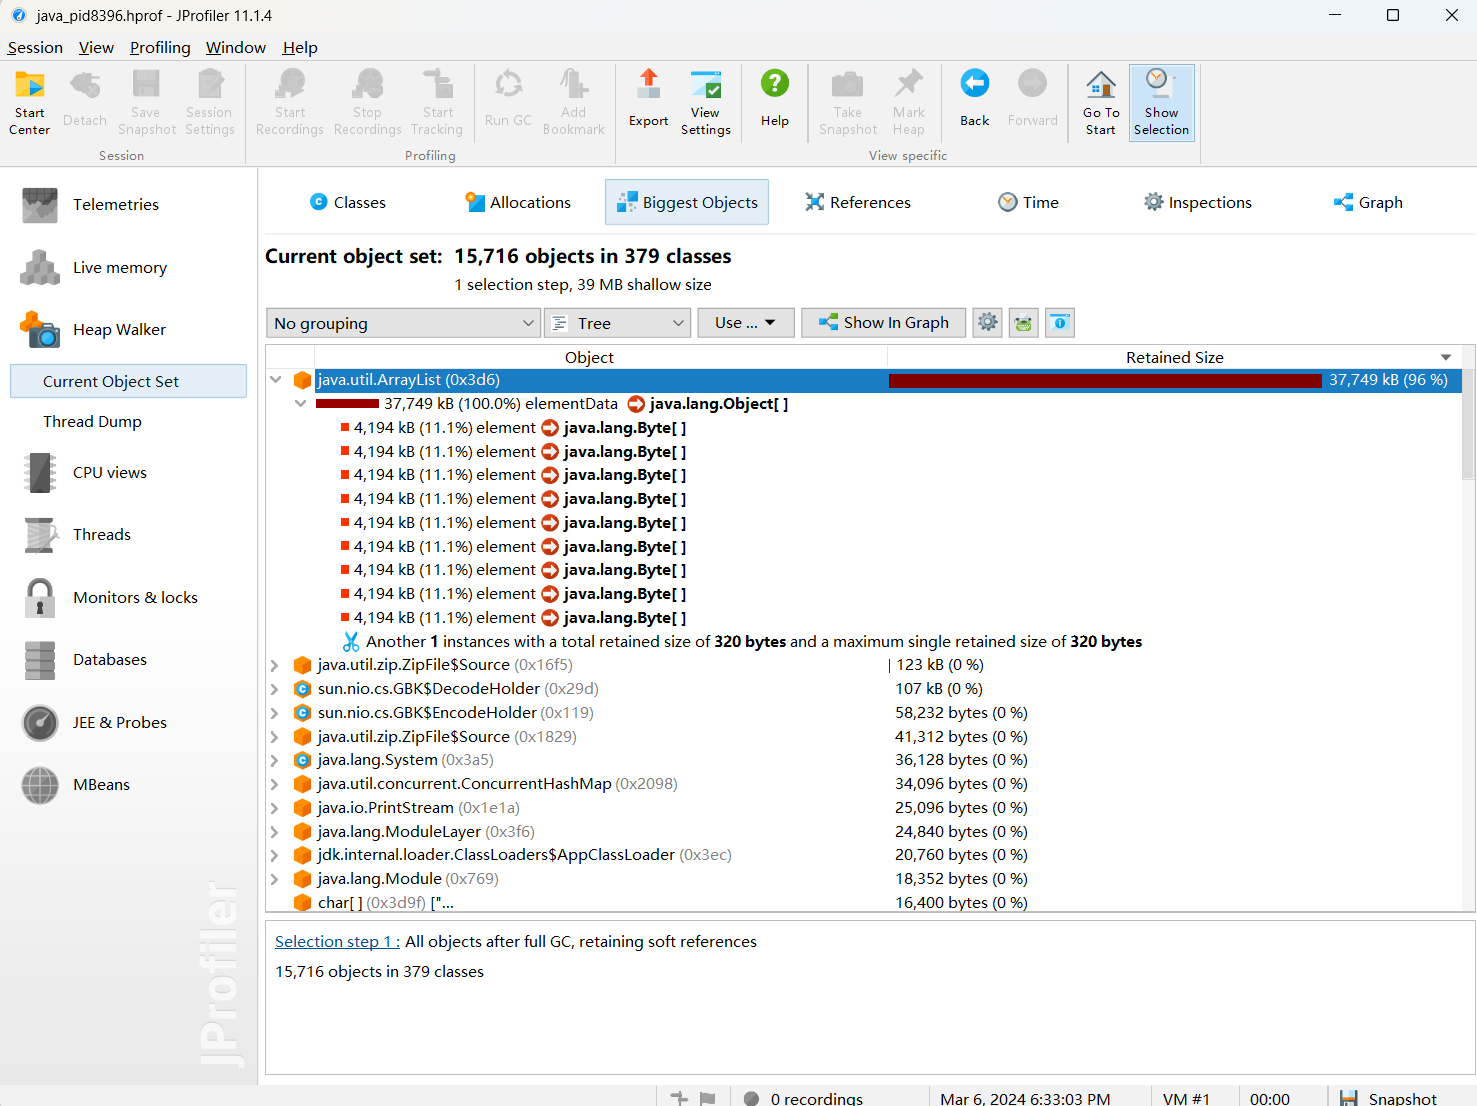 java_pid8396.hprof - JProfiler 11.1.4
Session View Profiling Window Help
Start Center
Detach
Save Snapshot
Session Settings
Start Recordings
Stop Recordings
Start Tracking
Run GC
Add Bookmark
Export
View Settings
Help
Take Snapshot
Mark Heap
Back
Forward
Go To Start
Show Selection
Session
Profiling
View specific
Telemetries
Live memory
Heap Walker
Current Object Set
Thread Dump
CPU views
Threads
Monitors & locks
Databases
JEE & Probes
MBeans
JProfiler
Classes Allocations Biggest Objects References Time Inspections Graph
Current object set: 15,716 objects in 379 classes
1 selection step, 39 MB shallow size
No grouping Tree Use ... Show In Graph
Object Retained Size
java.util.ArrayList (0x3d6) 37,749 kB (96 %)
37,749 kB (100.0%) elementData java.lang.Object[ ]
4,194 kB (11.1%) element java.lang.Byte[ ]
4,194 kB (11.1%) element java.lang.Byte[ ]
4,194 kB (11.1%) element java.lang.Byte[ ]
4,194 kB (11.1%) element java.lang.Byte[ ]
4,194 kB (11.1%) element java.lang.Byte[ ]
4,194 kB (11.1%) element java.lang.Byte[ ]
4,194 kB (11.1%) element java.lang.Byte[ ]
4,194 kB (11.1%) element java.lang.Byte[ ]
4,194 kB (11.1%) element java.lang.Byte[ ]
Another 1 instances with a total retained size of 320 bytes and a maximum single retained size of 320 bytes
java.util.zip.ZipFile$Source (0x16f5) 123 kB (0 %)
sun.nio.cs.GBK$DecodeHolder (0x29d) 107 kB (0 %)
sun.nio.cs.GBK$EncodeHolder (0x119) 58,232 bytes (0 %)
java.util.zip.ZipFile$Source (0x1829) 41,312 bytes (0 %)
java.lang.System (0x3a5) 36,128 bytes (0 %)
java.util.concurrent.ConcurrentHashMap (0x2098) 34,096 bytes (0 %)
java.io.PrintStream (0x1e1a) 25,096 bytes (0 %)
java.lang.ModuleLayer (0x3f6) 24,840 bytes (0 %)
jdk.internal.loader.ClassLoaders$AppClassLoader (0x3ec) 20,760 bytes (0 %)
java.lang.Module (0x769) 18,352 bytes (0 %)
char[ ] (0x3d9f) ["... 16,400 bytes (0 %)
Selection step 1 : All objects after full GC, retaining soft references
15,716 objects in 379 classes
0 recordings Mar 6, 2024 6:33:03 PM VM #1 00:00 Snapshot